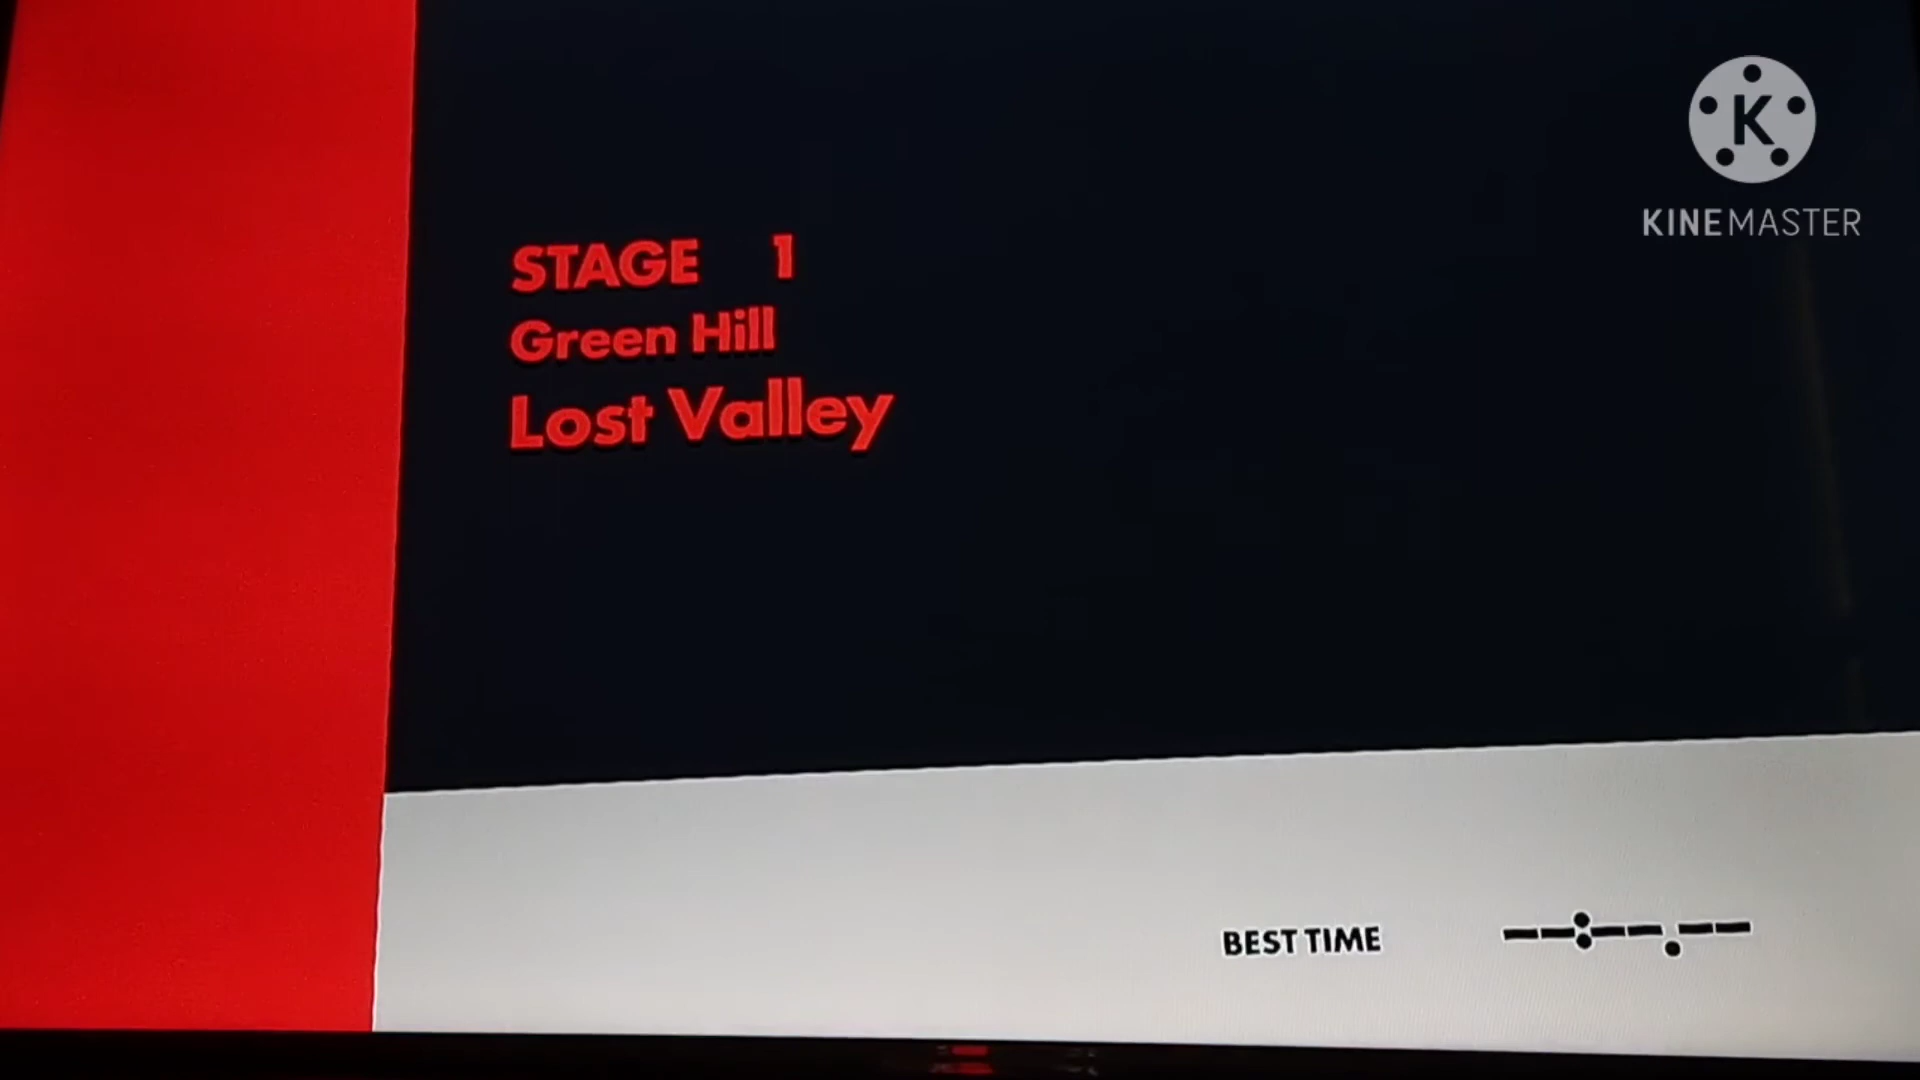 K
KINEMASTER
STAGE 1
Green Hill
Lost Valley
BEST TIME --:--.--